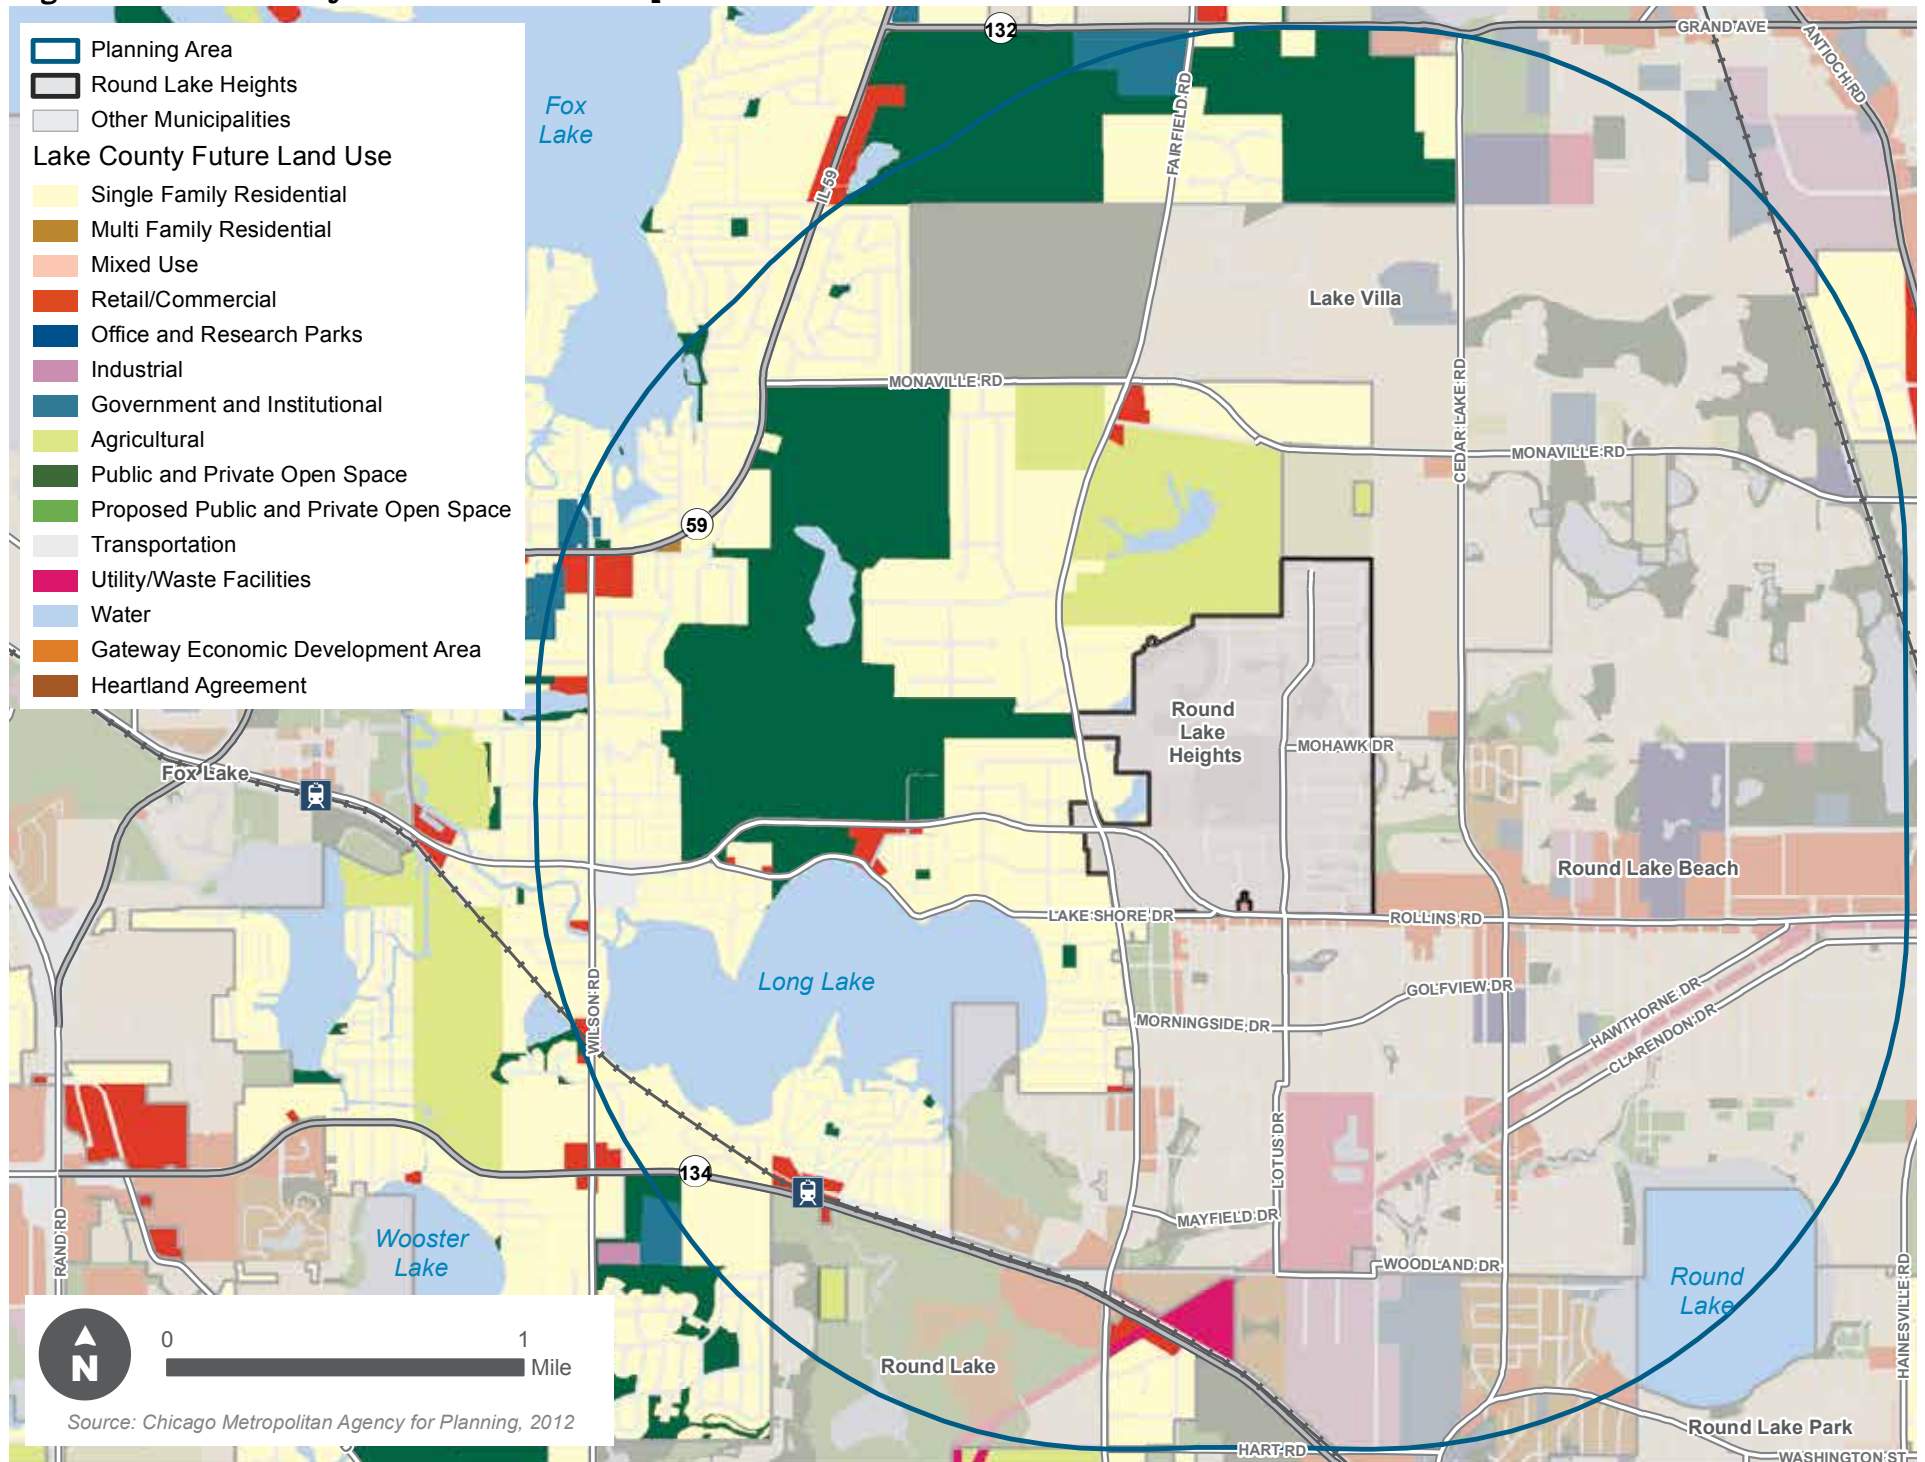 Planning Area
Round Lake Heights
Other Municipalities
Lake County Future Land Use
Single Family Residential
Multi Family Residential
Mixed Use
Retail/Commercial
Office and Research Parks
Industrial
Government and Institutional
Agricultural
Public and Private Open Space
Proposed Public and Private Open Space
Transportation
Utility/Waste Facilities
Water
Gateway Economic Development Area
Heartland Agreement
132
GRAND AVE
ANTIOCH RD
Fox
Lake
FAIRFIELD RD
IL 59
Lake Villa
MONAVILLE RD
CEDAR LAKE RD
MONAVILLE RD
59
Round
Lake
Heights
MOHAWK DR
Fox Lake
Round Lake Beach
LAKE SHORE DR
ROLLINS RD
Long Lake
WILSON RD
GOLFVIEW DR
HAWTHORNE DR
CLARENDON DR
MORNINGSIDE DR
LOTUS DR
134
MAYFIELD DR
WOODLAND DR
RAND RD
Wooster
Lake
Round
Lake
HAINESVILLE RD
Round Lake
Round Lake Park
HART RD
WASHINGTON ST
N
0
1
Mile
Source: Chicago Metropolitan Agency for Planning, 2012